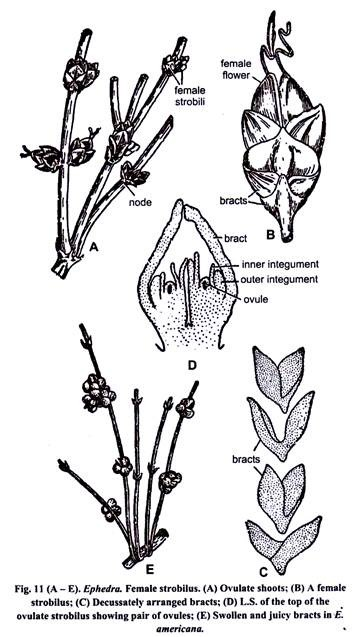 female
flower
female
strobili
node
bracts
A
B
bract
inner integument
outer integument
ovule
D
bracts
E
C
Fig. 11 (A – E). Ephedra. Female strobilus. (A) Ovulate shoots; (B) A female
strobilus; (C) Decussately arranged bracts; (D) L.S. of the top of the
ovulate strobilus showing pair of ovules; (E) Swollen and juicy bracts in E.
americana.